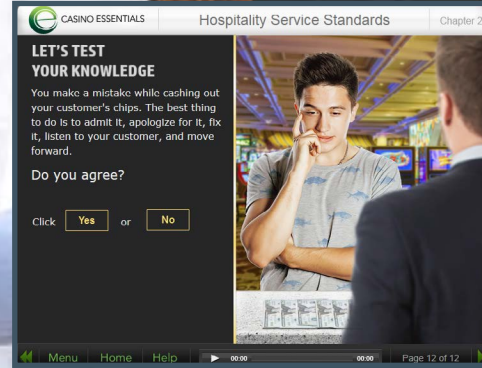 CASINO ESSENTIALS
Hospitality Service Standards
Chapter 2
LET'S TEST
YOUR KNOWLEDGE
You make a mistake while cashing out
your customer's chips. The best thing
to do is to admit it, apologize for it, fix
it, listen to your customer, and move
forward.
Do you agree?
Click Yes or No
Menu Home Help 00:00 00:00 Page 12 of 12